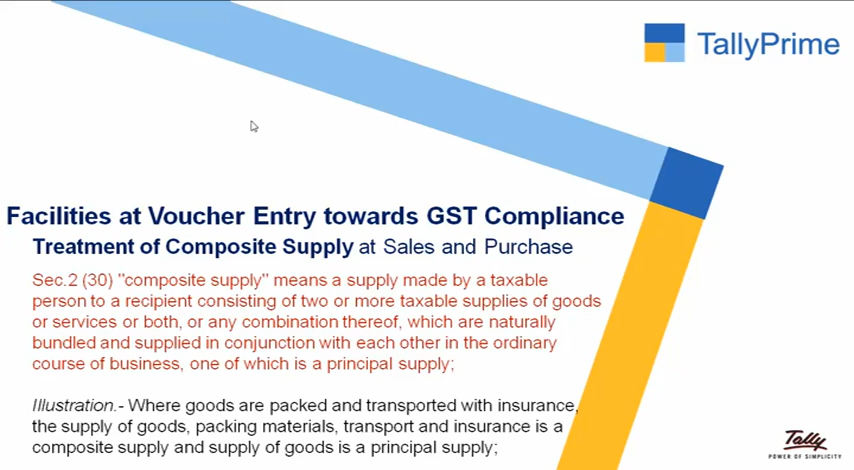 TallyPrime
Facilities at Voucher Entry towards GST Compliance
Treatment of Composite Supply at Sales and Purchase
Sec.2 (30) "composite supply" means a supply made by a taxable
person to a recipient consisting of two or more taxable supplies of goods
or services or both, or any combination thereof, which are naturally
bundled and supplied in conjunction with each other in the ordinary
course of business, one of which is a principal supply;
Illustration.- Where goods are packed and transported with insurance,
the supply of goods, packing materials, transport and insurance is a
composite supply and supply of goods is a principal supply;
Tally
POWER OF SIMPLICITY